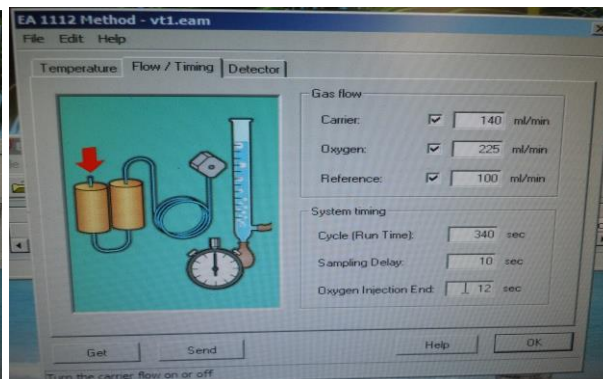 EA 1112 Method - vt1.eam
File Edit Help
Temperature Flow / Timing Detector
Gas flow
Carrier: 140 ml/min
Oxygen: 225 ml/min
Reference: 100 ml/min
System timing
Cycle (Run Time): 340 sec
Sampling Delay: 10 sec
Oxygen Injection End: 12 sec
Get Send Help OK
Turn the carrier flow on or off